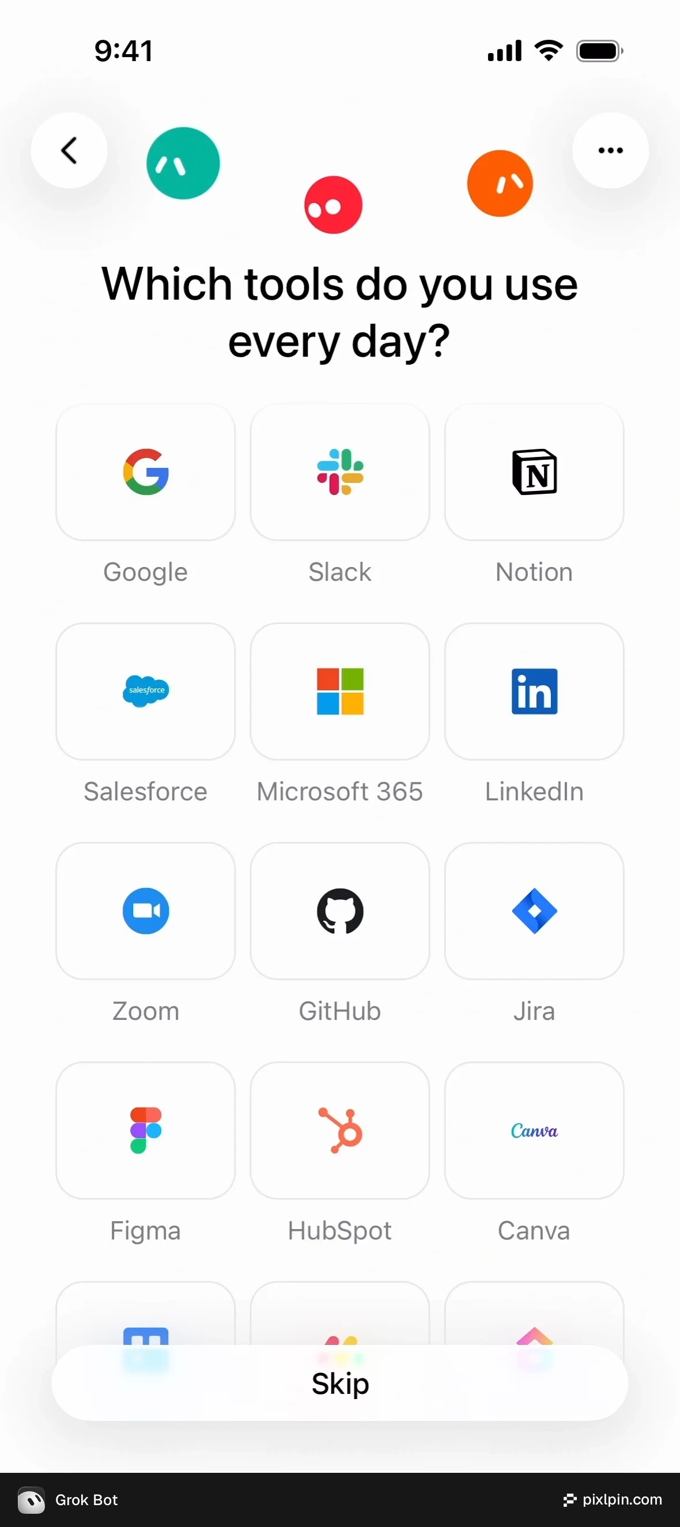 9:41
Which tools do you use
every day?
Google
Slack
N
Notion
salesforce
Salesforce
Microsoft 365
in
LinkedIn
Zoom
GitHub
Jira
Figma
HubSpot
Canva
Canva
Skip
Grok Bot
pixlpin.com